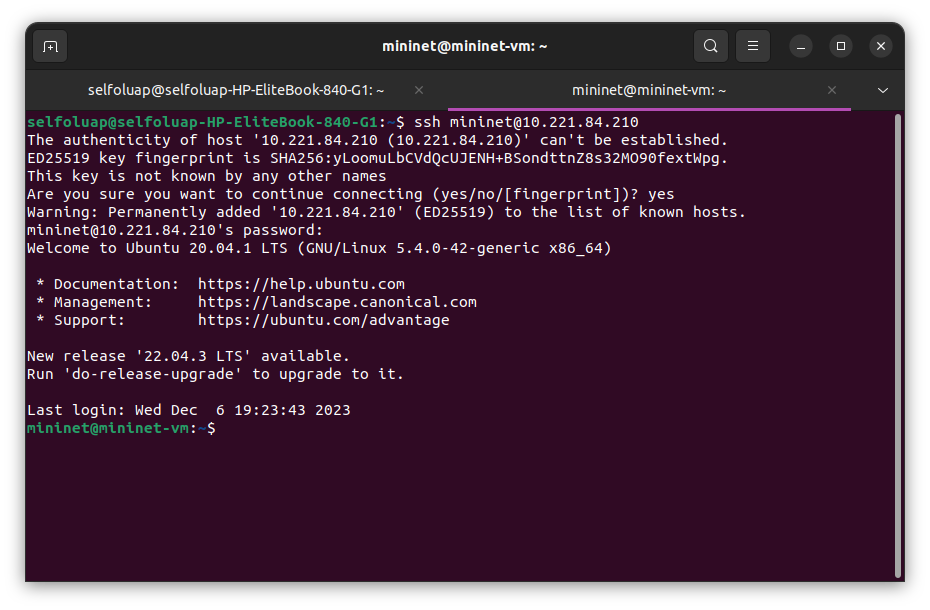 mininet@mininet-vm: ~
selfoluap@selfoluap-HP-EliteBook-840-G1: ~
mininet@mininet-vm: ~
selfoluap@selfoluap-HP-EliteBook-840-G1:~$ ssh mininet@10.221.84.210
The authenticity of host '10.221.84.210 (10.221.84.210)' can't be established.
ED25519 key fingerprint is SHA256:yLoomuLbCVdQcUJENH+BSondttnZ8s32MO90fextWpg.
This key is not known by any other names
Are you sure you want to continue connecting (yes/no/[fingerprint])? yes
Warning: Permanently added '10.221.84.210' (ED25519) to the list of known hosts.
mininet@10.221.84.210's password:
Welcome to Ubuntu 20.04.1 LTS (GNU/Linux 5.4.0-42-generic x86_64)
* Documentation:  https://help.ubuntu.com
* Management:     https://landscape.canonical.com
* Support:        https://ubuntu.com/advantage
New release '22.04.3 LTS' available.
Run 'do-release-upgrade' to upgrade to it.
Last login: Wed Dec  6 19:23:43 2023
mininet@mininet-vm:~$